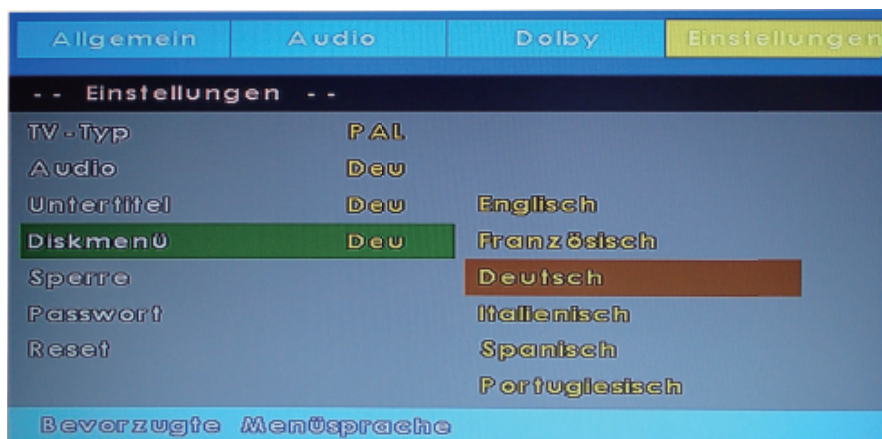 Allgemein Audio Dolby Einstellungen
-- Einstellungen --
TV-Typ PAL
Audio Deu
Untertitel Deu Englisch
Diskmenü Deu Französisch
Sperre Deutsch
Passwort Italienisch
Reset Spanisch
Portugiesisch
Bevorzugte Menüsprache